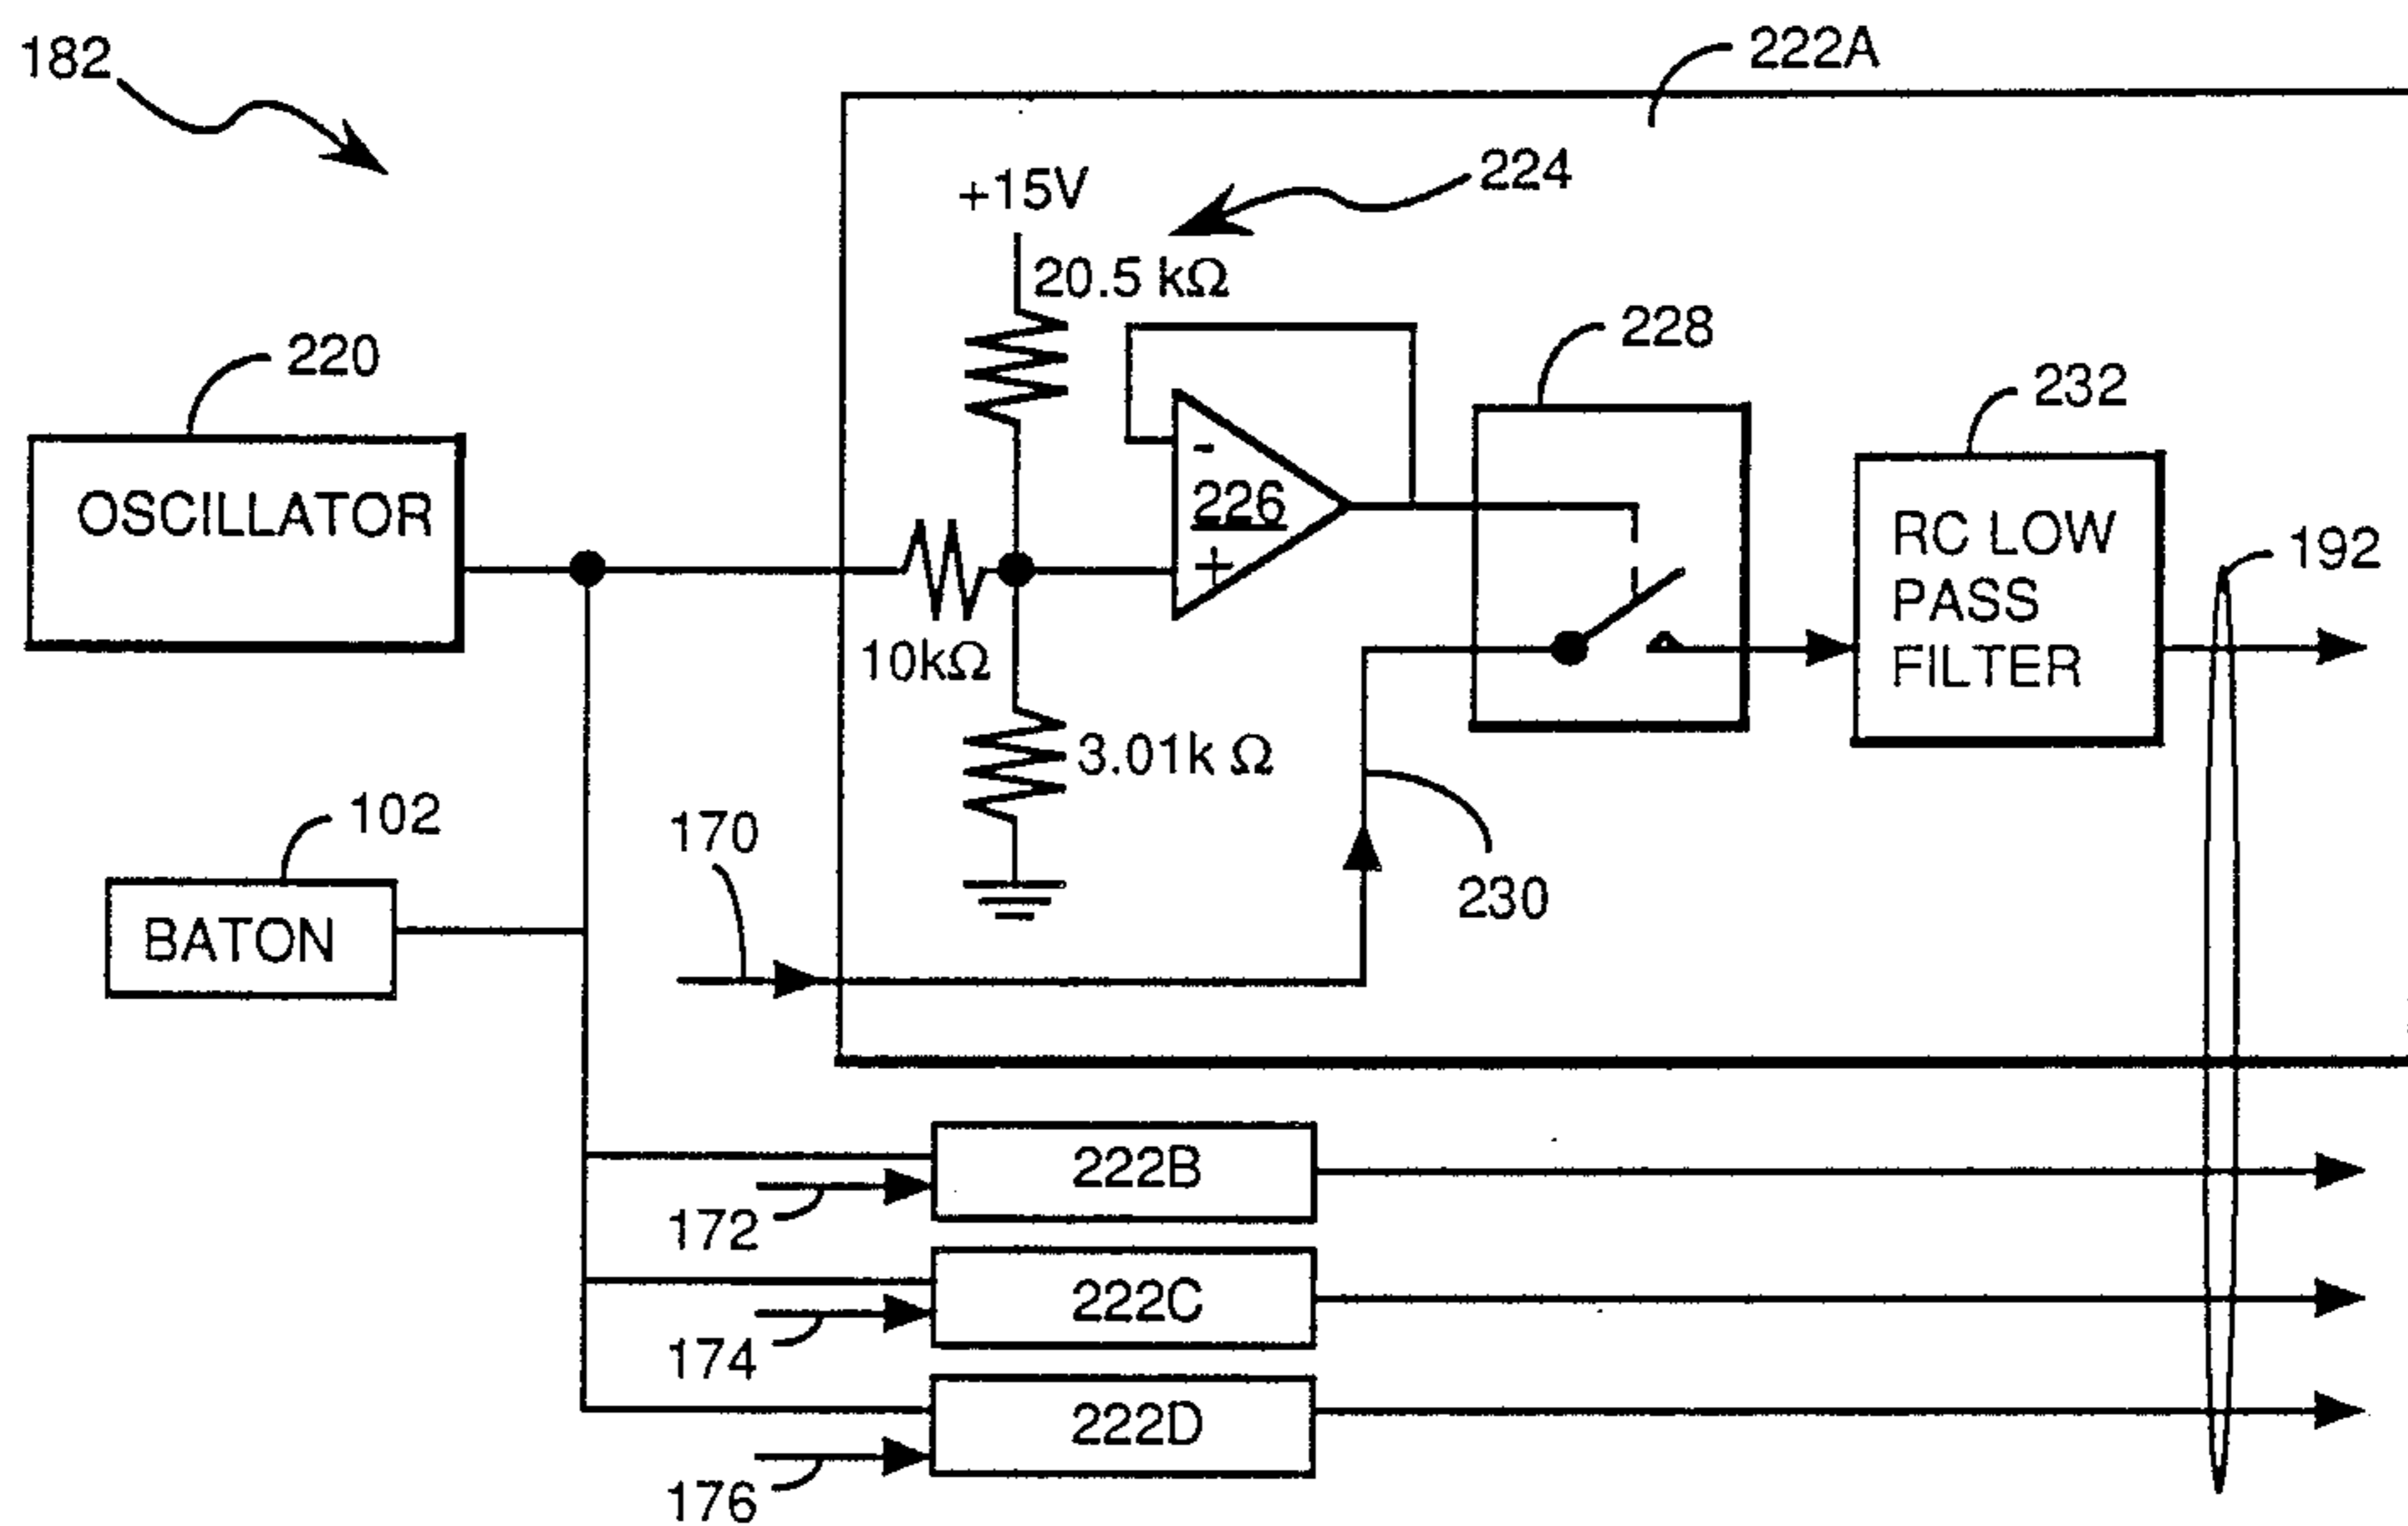 182
222A
224
+15V
20.5 kΩ
228
220
232
OSCILLATOR
-
226
+
RC LOW
PASS
FILTER
192
10kΩ
3.01k Ω
102
170
BATON
230
222B
172
222C
174
222D
176